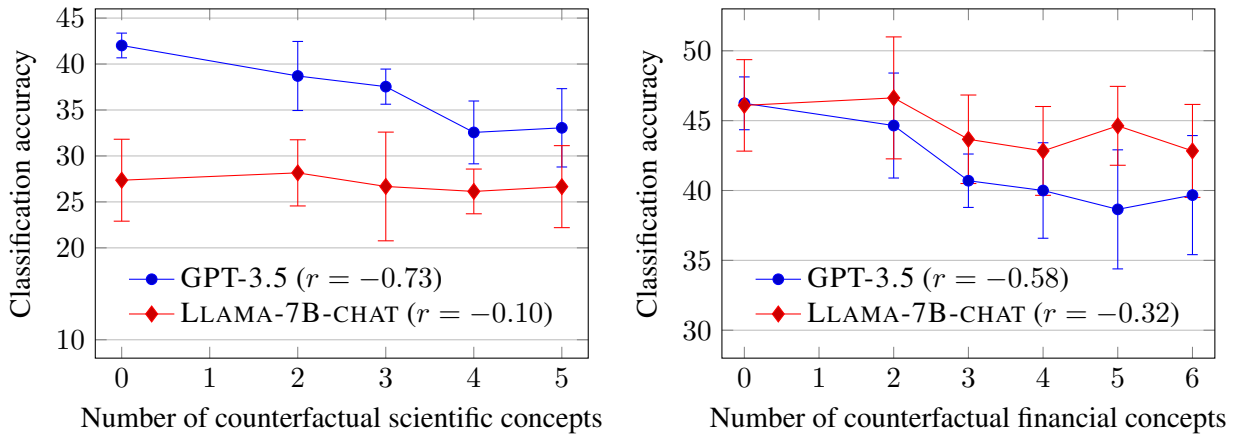 Classification accuracy
45
40
35
30
25
20
10
GPT-3.5 (r = −0.73)
LLAMA-7B-CHAT (r = −0.10)
0 1 2 3 4 5
Number of counterfactual scientific concepts
Classification accuracy
50
45
40
35
30
GPT-3.5 (r = −0.58)
LLAMA-7B-CHAT (r = −0.32)
0 1 2 3 4 5 6
Number of counterfactual financial concepts